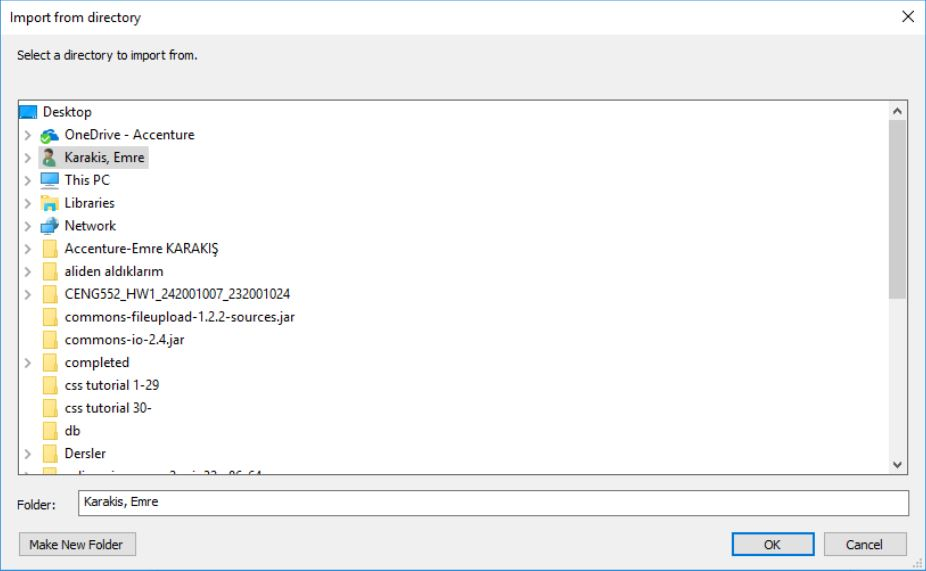 Import from directory
Select a directory to import from.
Desktop
OneDrive - Accenture
Karakis, Emre
This PC
Libraries
Network
Accenture-Emre KARAKIŞ
aliden aldıklarım
CENG552_HW1_242001007_232001024
commons-fileupload-1.2.2-sources.jar
commons-io-2.4.jar
completed
css tutorial 1-29
css tutorial 30-
db
Dersler
Folder: Karakis, Emre
Make New Folder OK Cancel